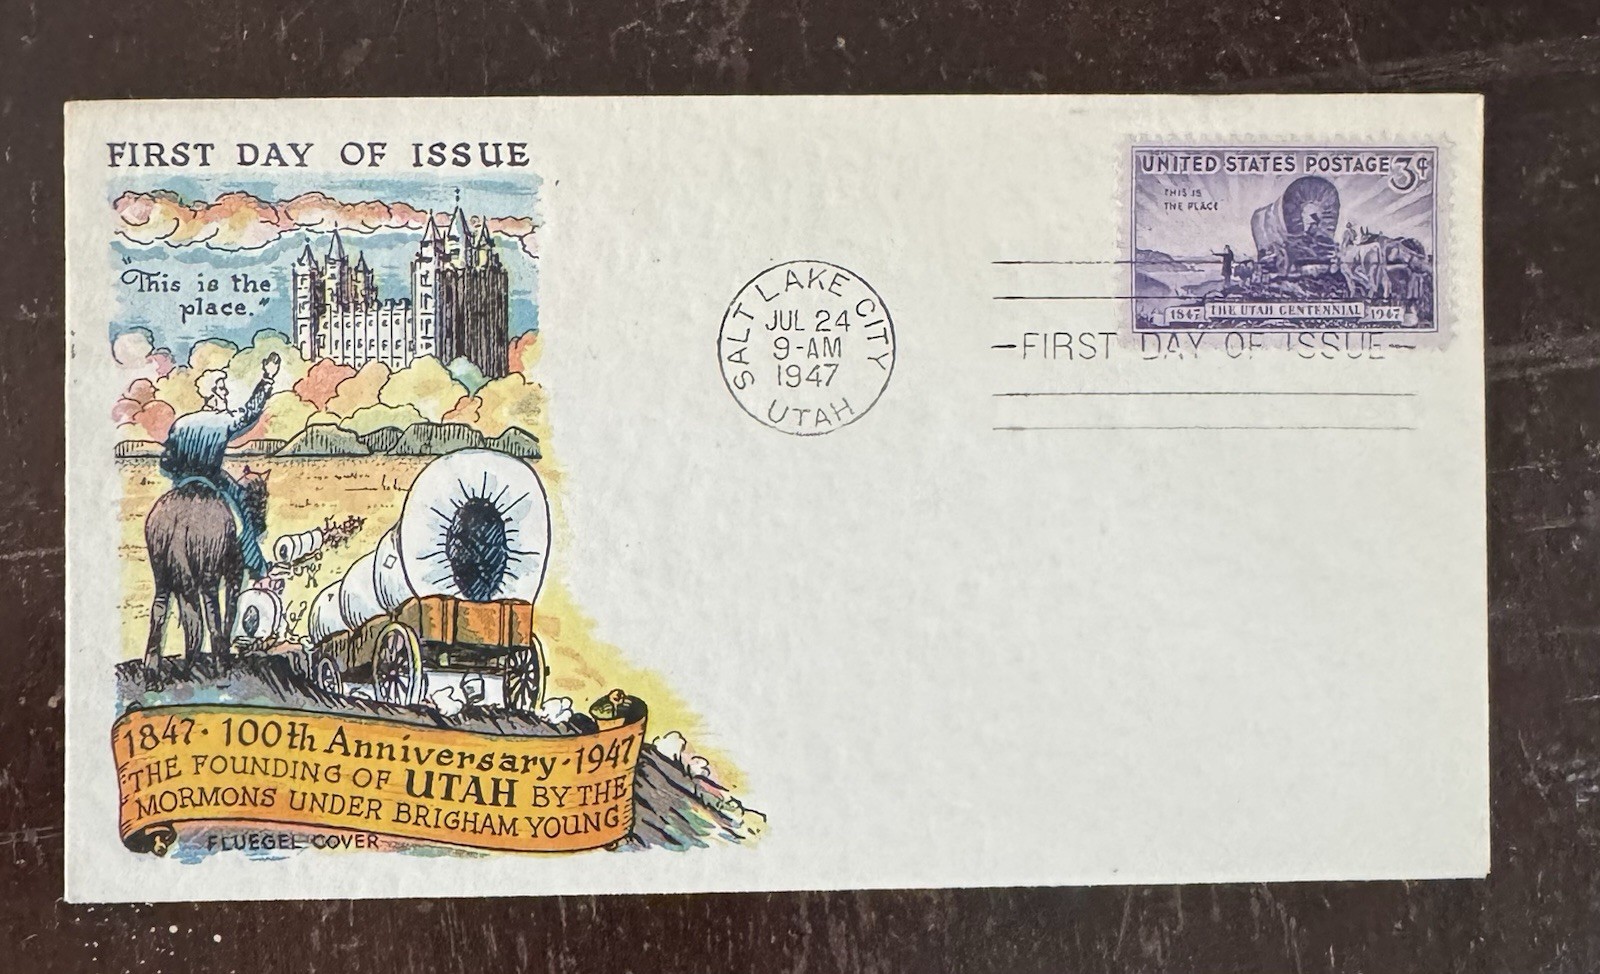 FIRST DAY OF ISSUE
"This is the
place."
1847 · 100th Anniversary · 1947
THE FOUNDING OF UTAH BY THE
MORMONS UNDER BRIGHAM YOUNG
FLUEGEL COVER
SALT LAKE CITY
JUL 24
9-AM
1947
UTAH
UNITED STATES POSTAGE 3¢
THIS IS
THE PLACE
1847 THE UTAH CENTENNIAL 1947
—FIRST DAY OF ISSUE—